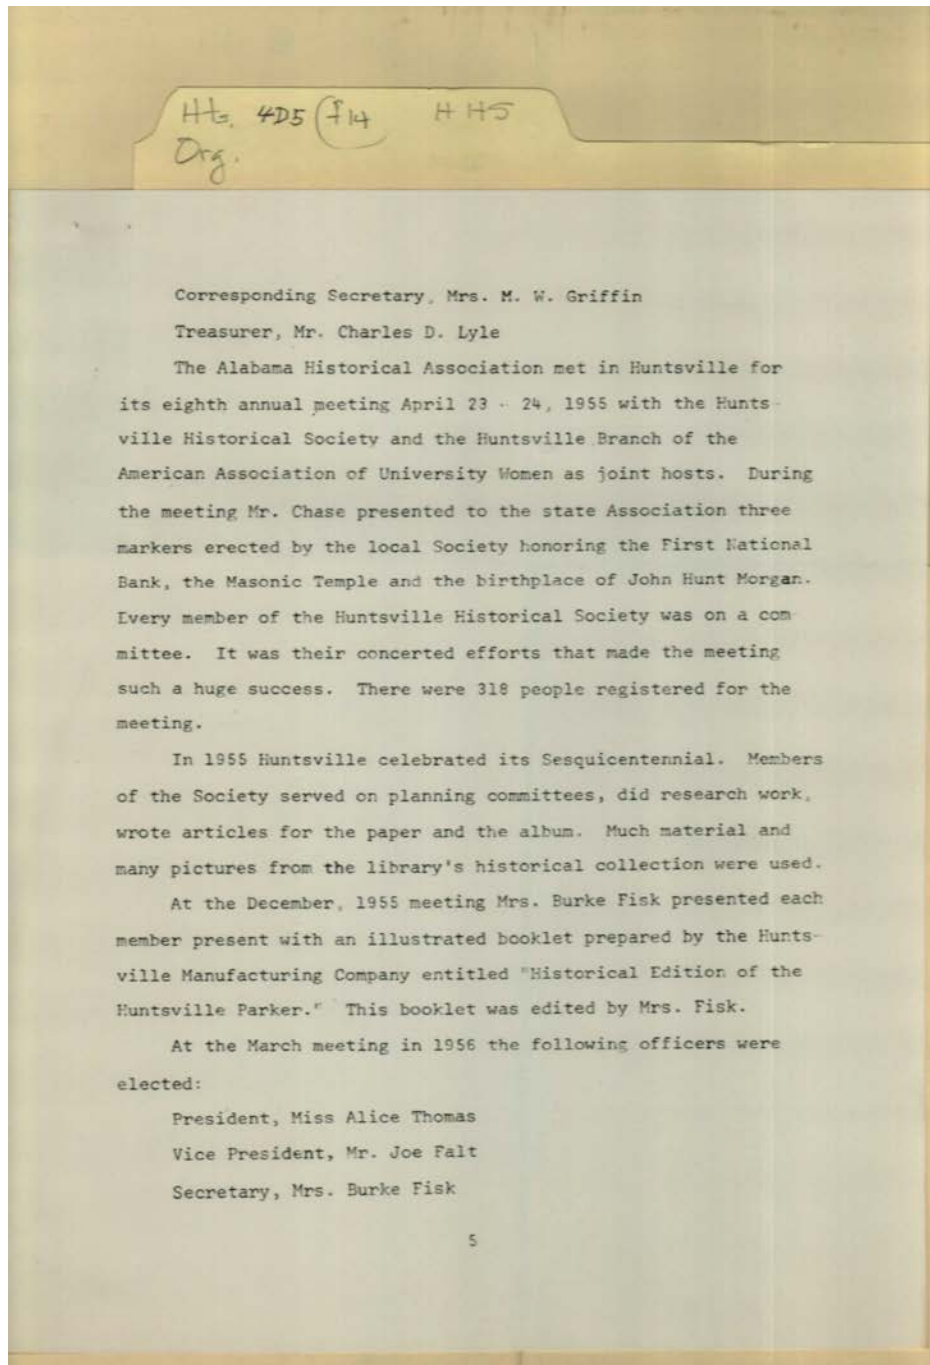 Hts. 4D5 (f14 HHS
Org.
Corresponding Secretary, Mrs. M. W. Griffin
Treasurer, Mr. Charles D. Lyle
The Alabama Historical Association met in Huntsville for
its eighth annual meeting April 23 - 24, 1955 with the Hunts-
ville Historical Society and the Huntsville Branch of the
American Association of University Women as joint hosts. During
the meeting Mr. Chase presented to the state Association three
markers erected by the local Society honoring the First National
Bank, the Masonic Temple and the birthplace of John Hunt Morgan.
Every member of the Huntsville Historical Society was on a com-
mittee. It was their concerted efforts that made the meeting
such a huge success. There were 318 people registered for the
meeting.
In 1955 Huntsville celebrated its Sesquicentennial. Members
of the Society served on planning committees, did research work,
wrote articles for the paper and the album. Much material and
many pictures from the library's historical collection were used.
At the December, 1955 meeting Mrs. Burke Fisk presented each
member present with an illustrated booklet prepared by the Hunts-
ville Manufacturing Company entitled "Historical Edition of the
Huntsville Parker." This booklet was edited by Mrs. Fisk.
At the March meeting in 1956 the following officers were
elected:
President, Miss Alice Thomas
Vice President, Mr. Joe Falt
Secretary, Mrs. Burke Fisk
5